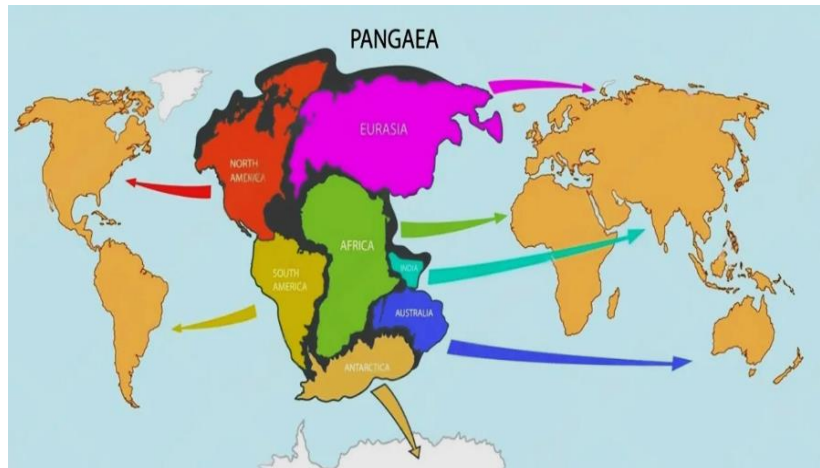 PANGAEA
EURASIA
NORTH
AMERICA
AFRICA
SOUTH
AMERICA
INDIA
AUSTRALIA
ANTARCTICA